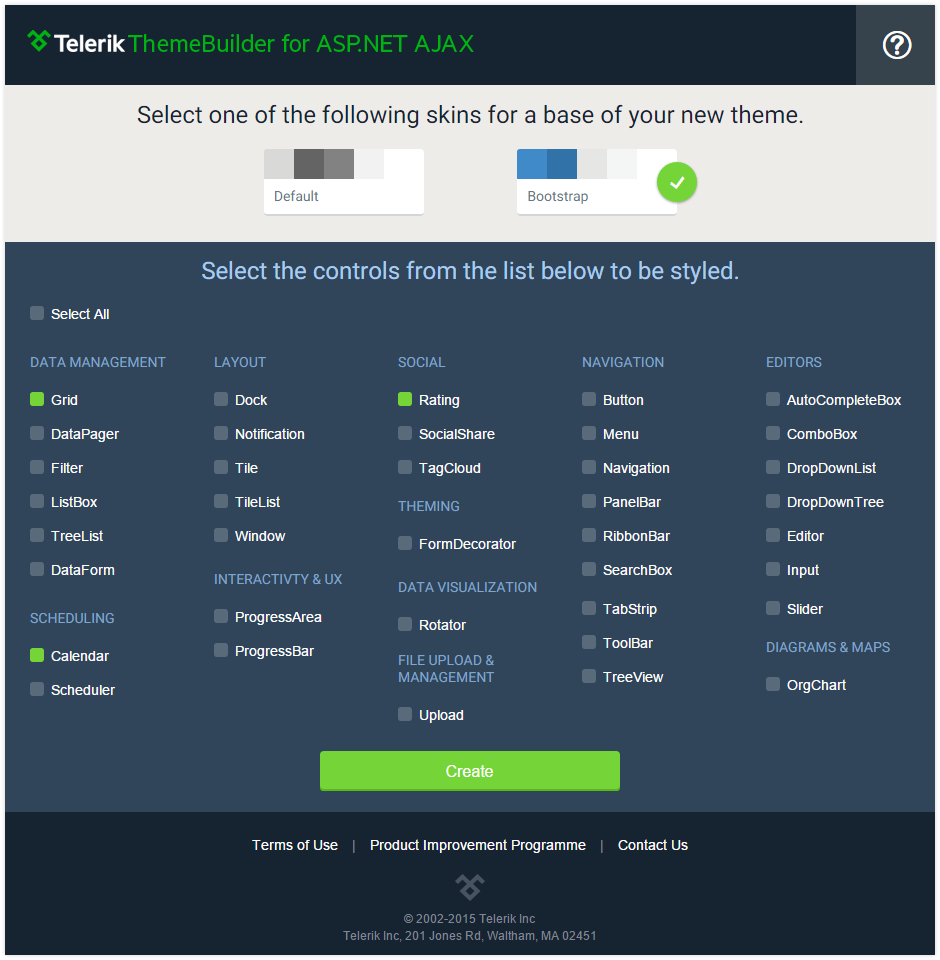 Telerik ThemeBuilder for ASP.NET AJAX
Select one of the following skins for a base of your new theme.
Default
Bootstrap
Select the controls from the list below to be styled.
Select All
DATA MANAGEMENT
Grid
DataPager
Filter
ListBox
TreeList
DataForm
SCHEDULING
Calendar
Scheduler
LAYOUT
Dock
Notification
Tile
TileList
Window
INTERACTIVTY & UX
ProgressArea
ProgressBar
SOCIAL
Rating
SocialShare
TagCloud
THEMING
FormDecorator
DATA VISUALIZATION
Rotator
FILE UPLOAD &
MANAGEMENT
Upload
NAVIGATION
Button
Menu
Navigation
PanelBar
RibbonBar
SearchBox
TabStrip
ToolBar
TreeView
EDITORS
AutoCompleteBox
ComboBox
DropDownList
DropDownTree
Editor
Input
Slider
DIAGRAMS & MAPS
OrgChart
Create
Terms of Use | Product Improvement Programme | Contact Us
© 2002-2015 Telerik Inc
Telerik Inc, 201 Jones Rd, Waltham, MA 02451